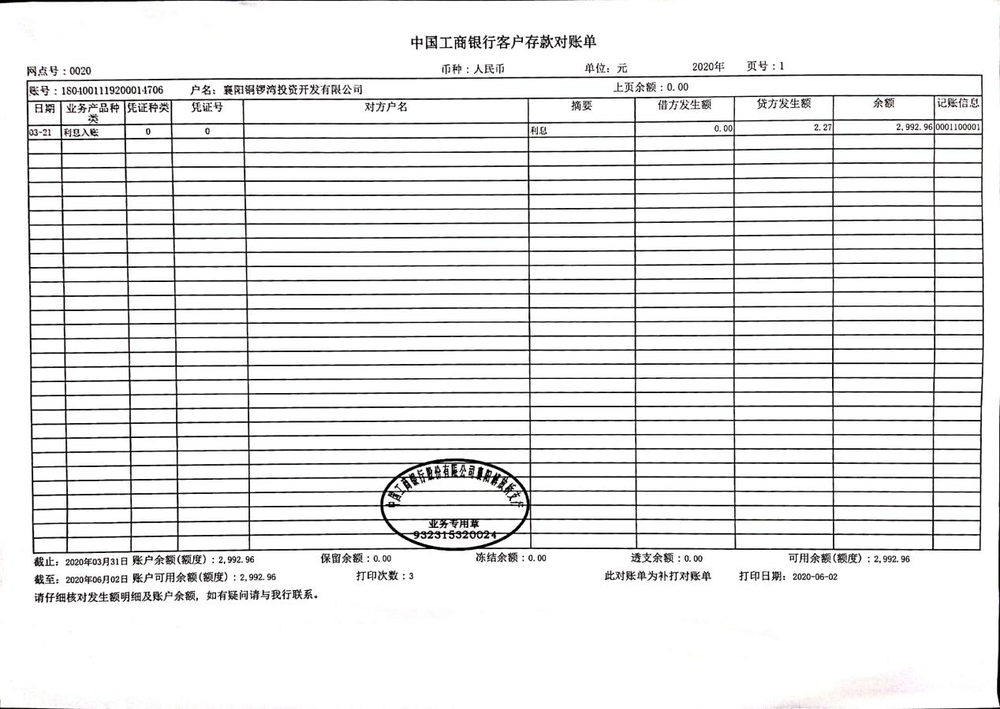 中国工商银行客户存款对账单
网点号：0020 币种：人民币 单位：元 2020年 页号：1
账号：1804001119200014706 户名：襄阳铜锣湾投资开发有限公司 上页余额：0.00
日期 业务产品种类 凭证种类 凭证号 对方户名 摘要 借方发生额 贷方发生额 余额 记账信息
03-21 利息入账 0 0 利息 0.00 2.27 2,992.96 0001100001
中国工商银行股份有限公司襄阳解放桥支行
业务专用章
932315320024
截止：2020年03月31日 账户余额(额度)：2,992.96 保留余额：0.00 冻结余额：0.00 透支余额：0.00 可用余额(额度)：2,992.96
截至：2020年06月02日 账户可用余额(额度)：2,992.96 打印次数：3 此对账单为补打对账单 打印日期：2020-06-02
请仔细核对发生额明细及账户余额，如有疑问请与我行联系。